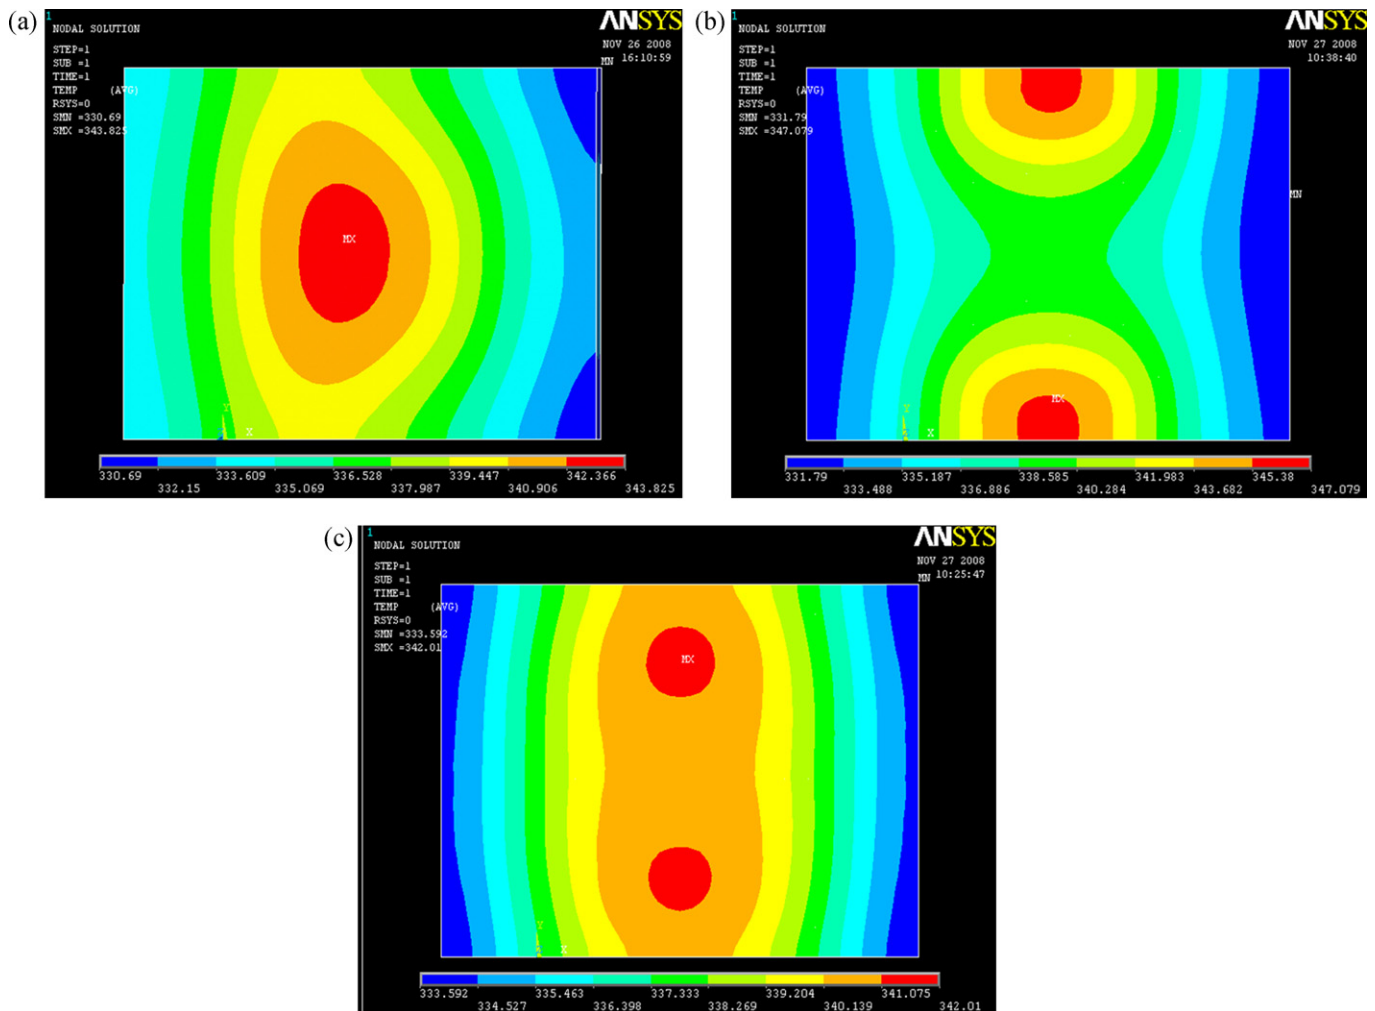 (a)
1
NODAL SOLUTION
STEP=1
SUB =1
TIME=1
TEMP (AVG)
RSYS=0
SMN =330.69
SMX =343.825
ANSYS
NOV 26 2008
16:10:59
MN
MX
Y
X
330.69 333.609 336.528 339.447 342.366
332.15 335.069 337.987 340.906 343.825
(b)
1
NODAL SOLUTION
STEP=1
SUB =1
TIME=1
TEMP (AVG)
RSYS=0
SMN =331.79
SMX =347.079
ANSYS
NOV 27 2008
10:38:40
MN
MX
Y
X
331.79 335.187 338.585 341.983 345.38
333.488 336.886 340.284 343.682 347.079
(c)
1
NODAL SOLUTION
STEP=1
SUB =1
TIME=1
TEMP (AVG)
RSYS=0
SMN =333.592
SMX =342.01
ANSYS
NOV 27 2008
10:25:47
MN
MX
Y
X
333.592 335.463 337.333 339.204 341.075
334.527 336.398 338.269 340.139 342.01